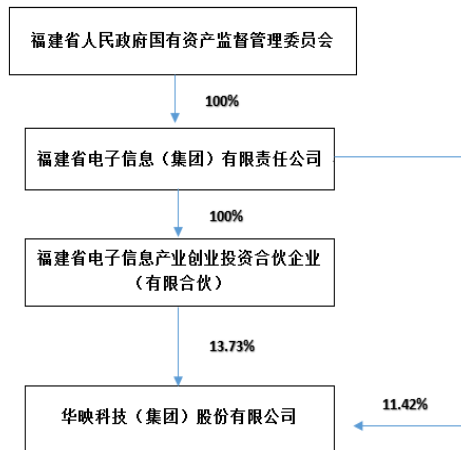 福建省人民政府国有资产监督管理委员会
100%
福建省电子信息（集团）有限责任公司
100%
福建省电子信息产业创业投资合伙企业
（有限合伙）
13.73%
11.42%
华映科技（集团）股份有限公司